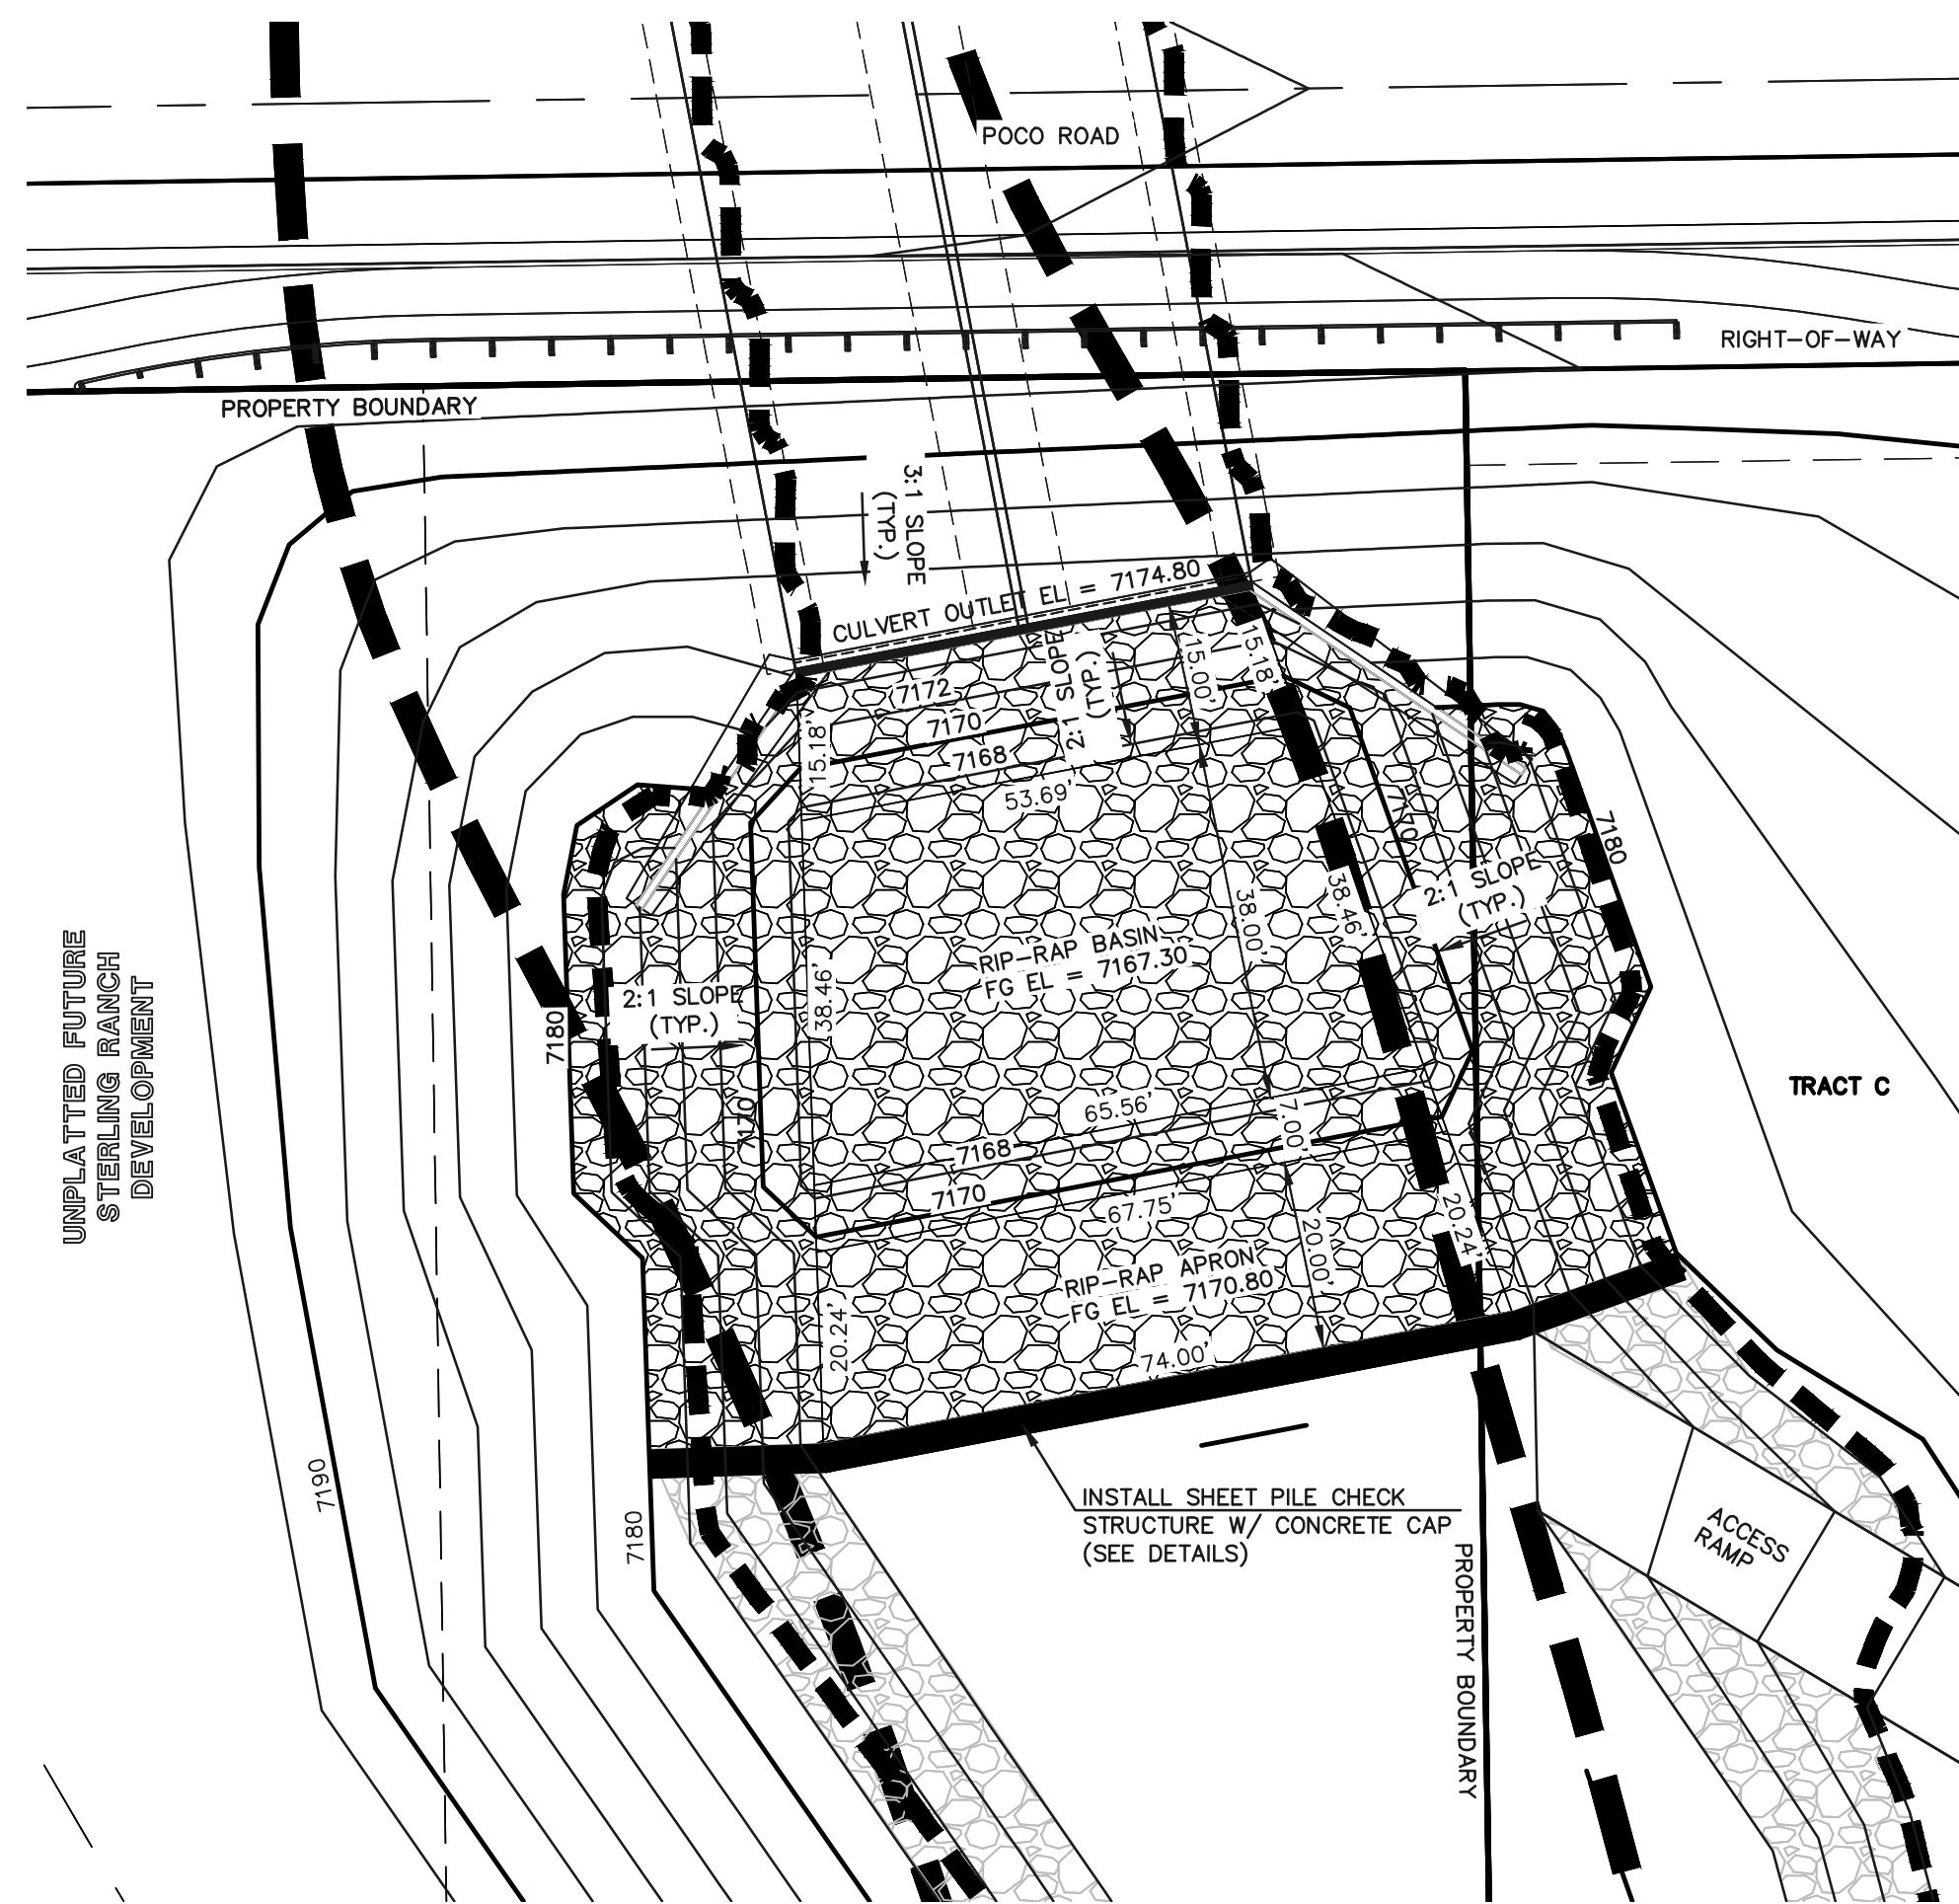 POCO ROAD
RIGHT-OF-WAY
PROPERTY BOUNDARY
3:1 SLOPE
(TYP.)
CULVERT OUTLET EL = 7174.80
2:1 SLOPE
(TYP.)
15.00'
15.18'
7172
7170
7168
15.18'
53.69'
7170
7180
2:1 SLOPE
(TYP.)
38.00'
38.46'
RIP-RAP BASIN
FG EL = 7167.30
UNPLATTED FUTURE
STERLING RANCH
DEVELOPMENT
2:1 SLOPE
(TYP.)
7180
38.46'
TRACT C
7170
65.56'
7.00'
7168
7170
67.75'
20.24'
20.00'
RIP-RAP APRON
FG EL = 7170.80
20.24'
74.00'
7190
7180
INSTALL SHEET PILE CHECK
STRUCTURE W/ CONCRETE CAP
(SEE DETAILS)
ACCESS
RAMP
PROPERTY BOUNDARY